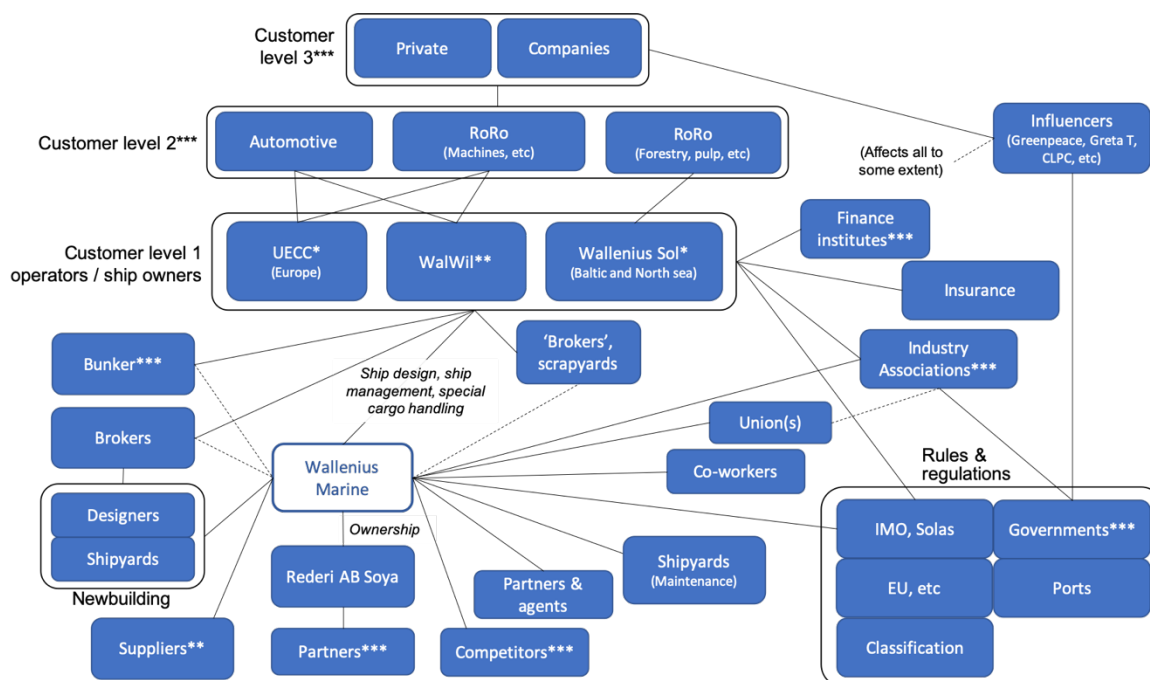 Customer
level 3***
Private
Companies
Customer level 2***
Automotive
RoRo
(Machines, etc)
RoRo
(Forestry, pulp, etc)
Influencers
(Greenpeace, Greta T,
CLPC, etc)
(Affects all to
some extent)
Customer level 1
operators / ship owners
UECC*
(Europe)
WalWil**
Wallenius Sol*
(Baltic and North sea)
Finance
institutes***
Insurance
Bunker***
Ship design, ship
management, special
cargo handling
‘Brokers’,
scrapyards
Industry
Associations***
Brokers
Union(s)
Wallenius
Marine
Co-workers
Rules &
regulations
Designers
Shipyards
Newbuilding
Ownership
Rederi AB Soya
Partners &
agents
Shipyards
(Maintenance)
IMO, Solas
Governments***
EU, etc
Ports
Classification
Suppliers**
Partners***
Competitors***